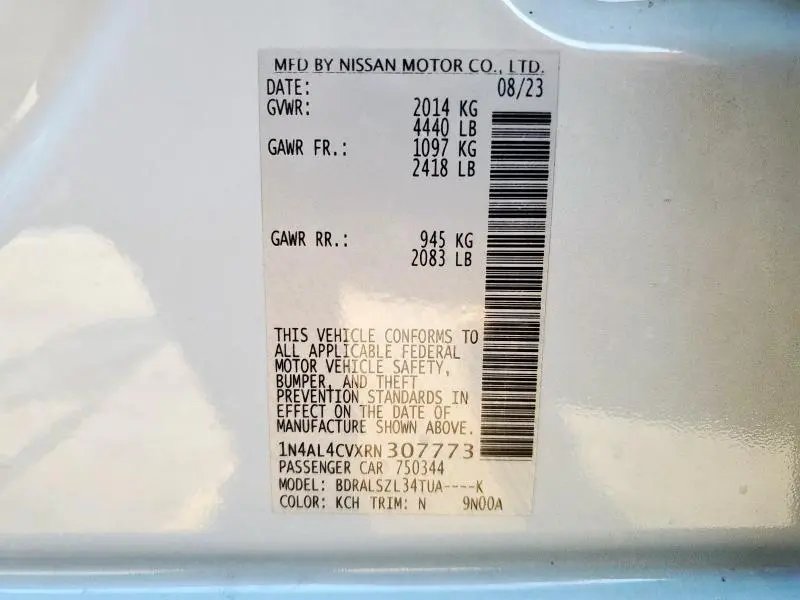 MFD BY NISSAN MOTOR CO., LTD.
DATE: 08/23
GVWR: 2014 KG
4440 LB
GAWR FR.: 1097 KG
2418 LB
GAWR RR.: 945 KG
2083 LB
THIS VEHICLE CONFORMS TO
ALL APPLICABLE FEDERAL
MOTOR VEHICLE SAFETY,
BUMPER, AND THEFT
PREVENTION STANDARDS IN
EFFECT ON THE DATE OF
MANUFACTURE SHOWN ABOVE.
1N4AL4CVXRN307773
PASSENGER CAR 750344
MODEL: BDRALSZL34TUA----K
COLOR: KCH TRIM: N 9N00A